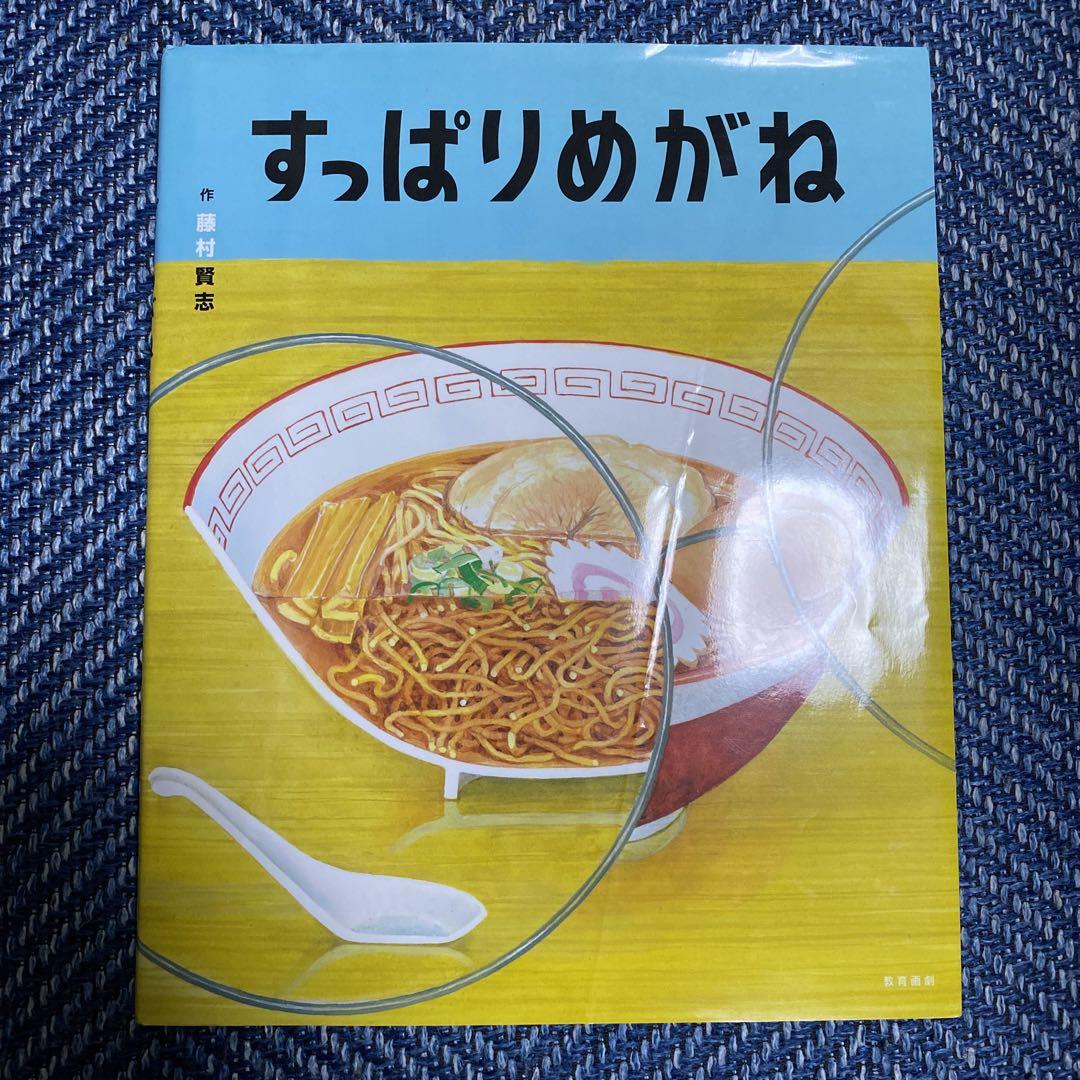 すっぱりめがね
作 藤村賢志
教育画劇